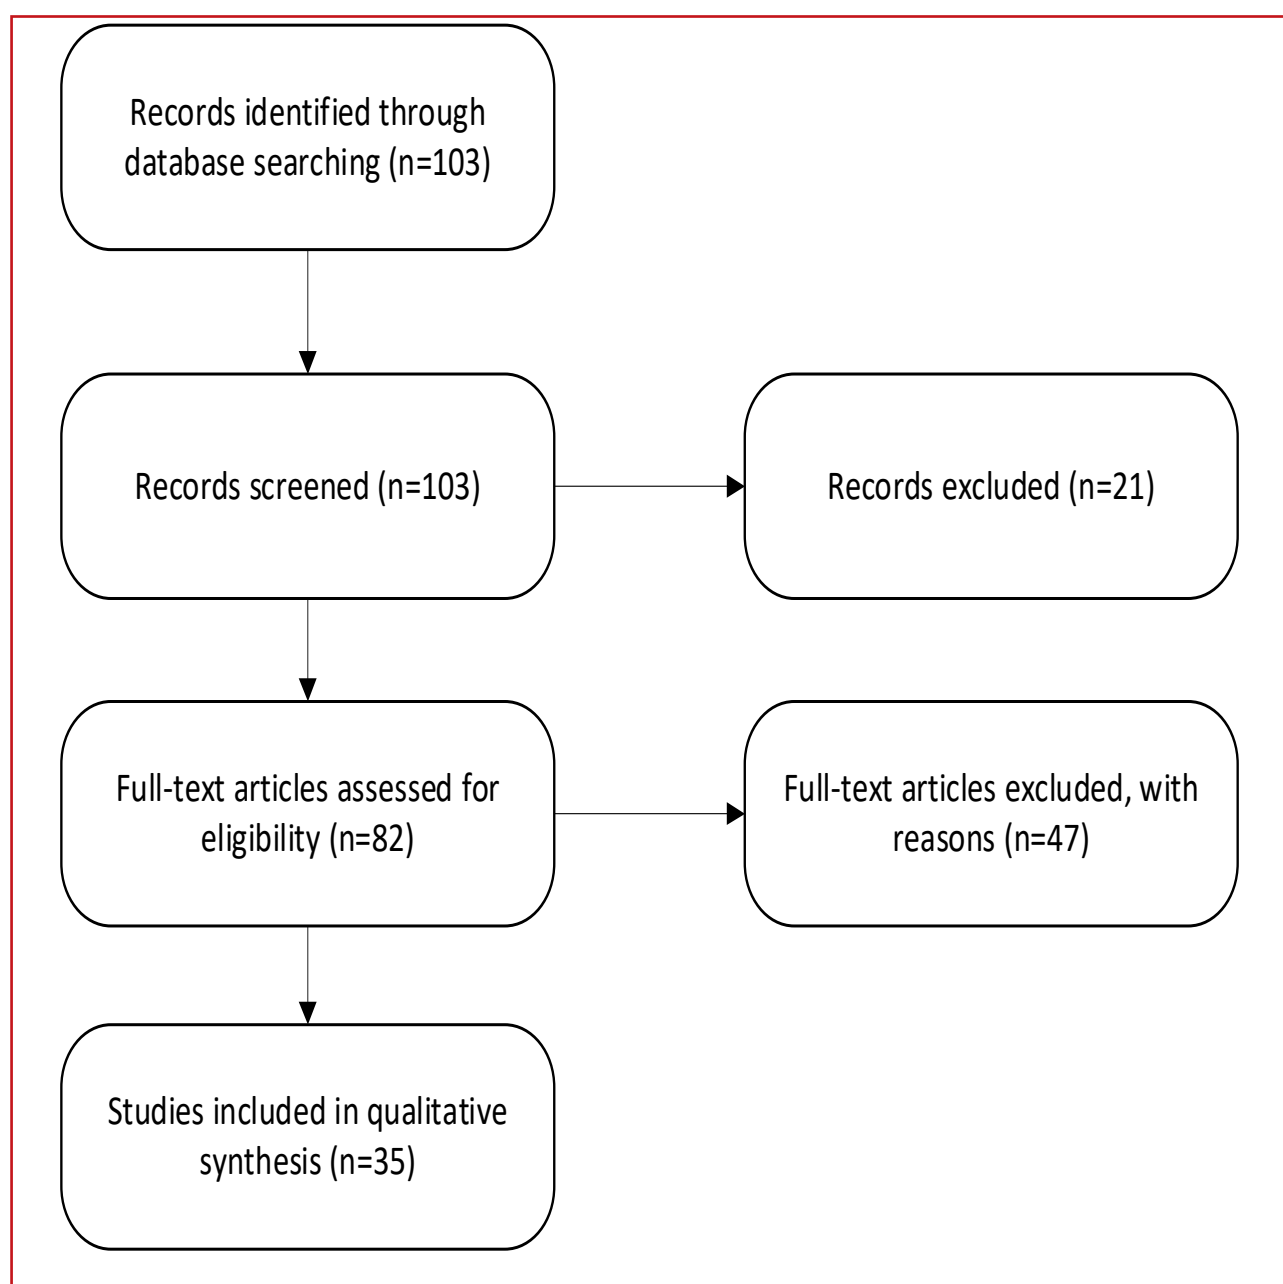 Records identified through
database searching (n=103)
Records screened (n=103)
Records excluded (n=21)
Full-text articles assessed for
eligibility (n=82)
Full-text articles excluded, with
reasons (n=47)
Studies included in qualitative
synthesis (n=35)